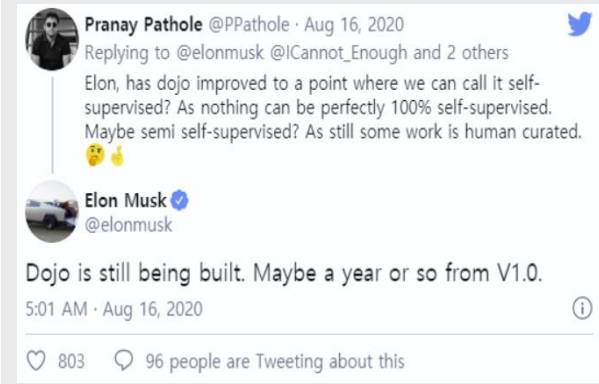 Pranay Pathole @PPathole · Aug 16, 2020
Replying to @elonmusk @ICannot_Enough and 2 others
Elon, has dojo improved to a point where we can call it self-
supervised? As nothing can be perfectly 100% self-supervised.
Maybe semi self-supervised? As still some work is human curated.
🤔🤞
Elon Musk
@elonmusk
Dojo is still being built. Maybe a year or so from V1.0.
5:01 AM · Aug 16, 2020
803 96 people are Tweeting about this